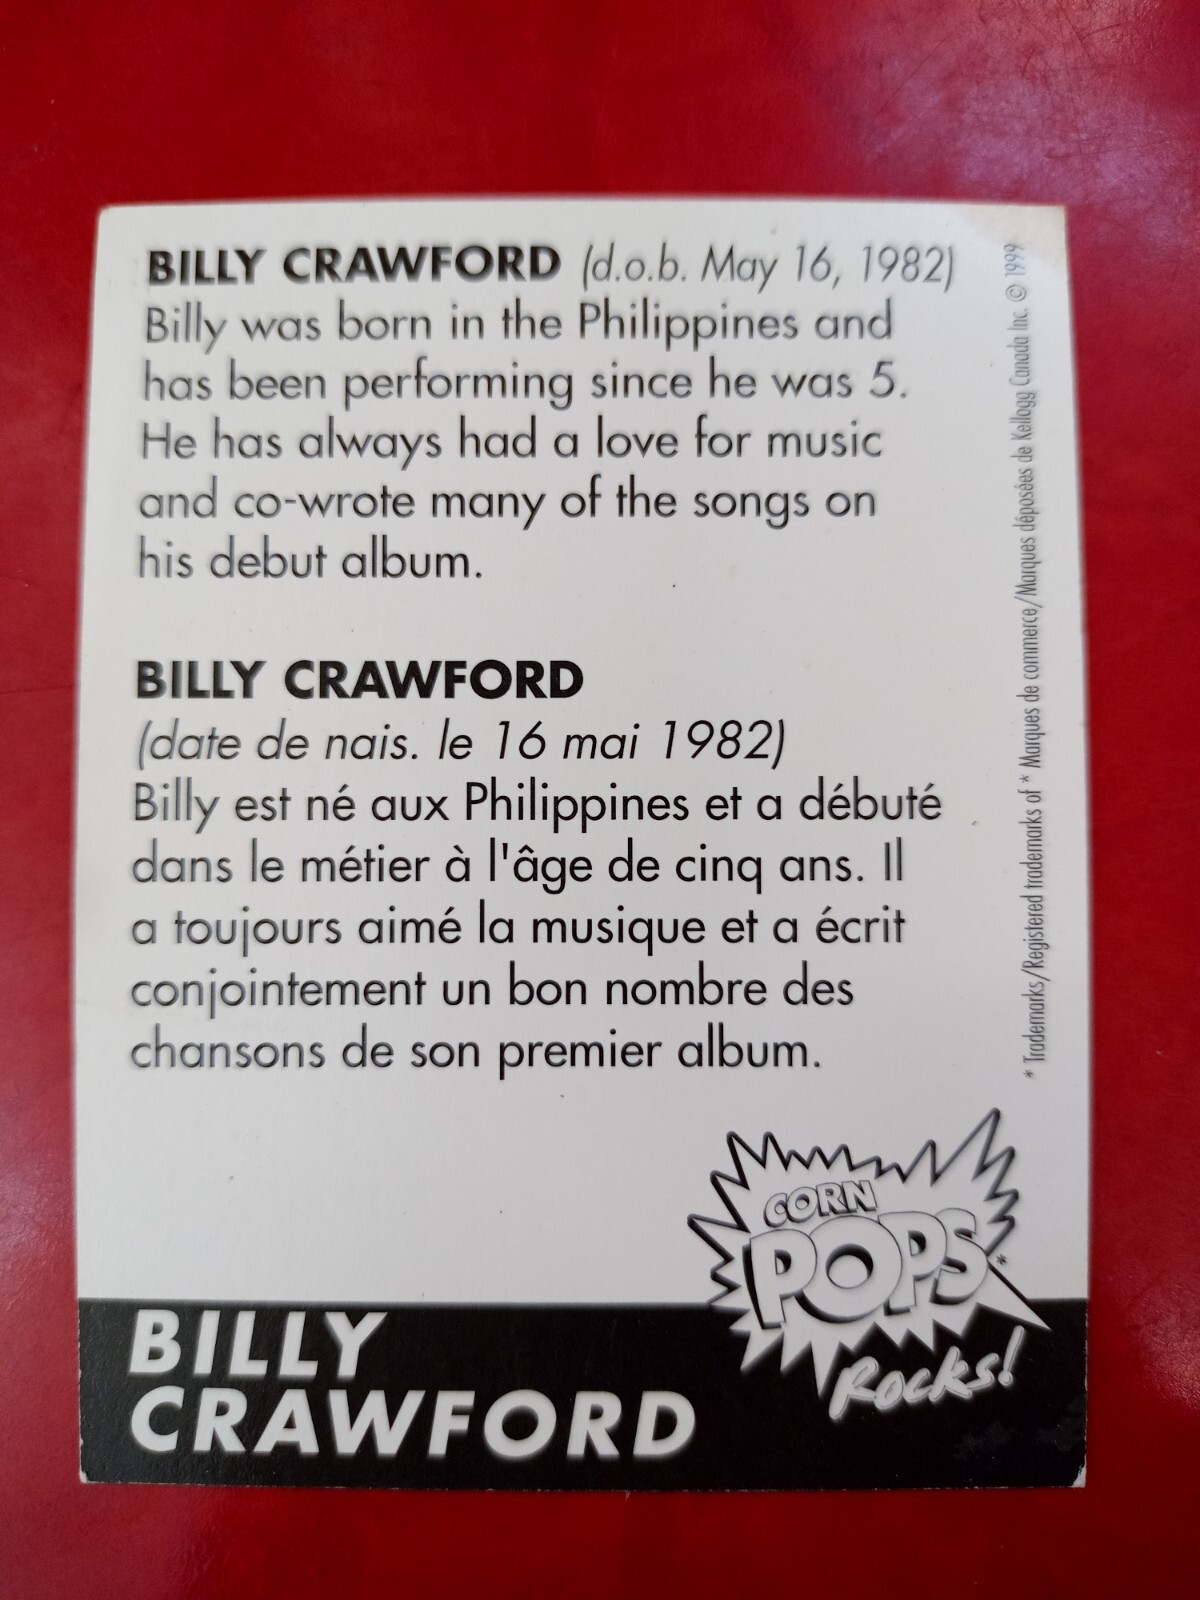 BILLY CRAWFORD (d.o.b. May 16, 1982)
Billy was born in the Philippines and
has been performing since he was 5.
He has always had a love for music
and co-wrote many of the songs on
his debut album.
BILLY CRAWFORD
(date de nais. le 16 mai 1982)
Billy est né aux Philippines et a débuté
dans le métier à l'âge de cinq ans. Il
a toujours aimé la musique et a écrit
conjointement un bon nombre des
chansons de son premier album.
* Trademarks/Registered trademarks of * Marques de commerce/Marques déposées de Kellogg Canada Inc. © 1999
CORN
POPS*
Rocks!
BILLY
CRAWFORD